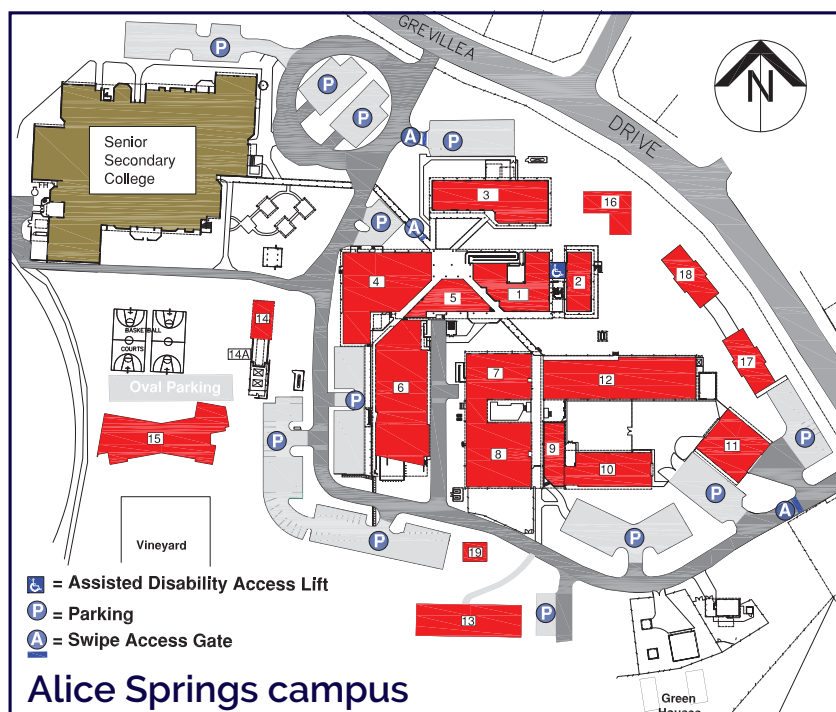 GREVILLEA
DRIVE
N
P
P
P
A
P
Senior
Secondary
College
3
16
P
A
18
4
5
1
2
14
BASKETBALL
COURTS
14A
17
Oval Parking
6
7
12
P
15
P
8
9
10
11
P
P
A
Vineyard
P
P
19
= Assisted Disability Access Lift
P = Parking
13
P
A = Swipe Access Gate
Alice Springs campus
Green
Houses